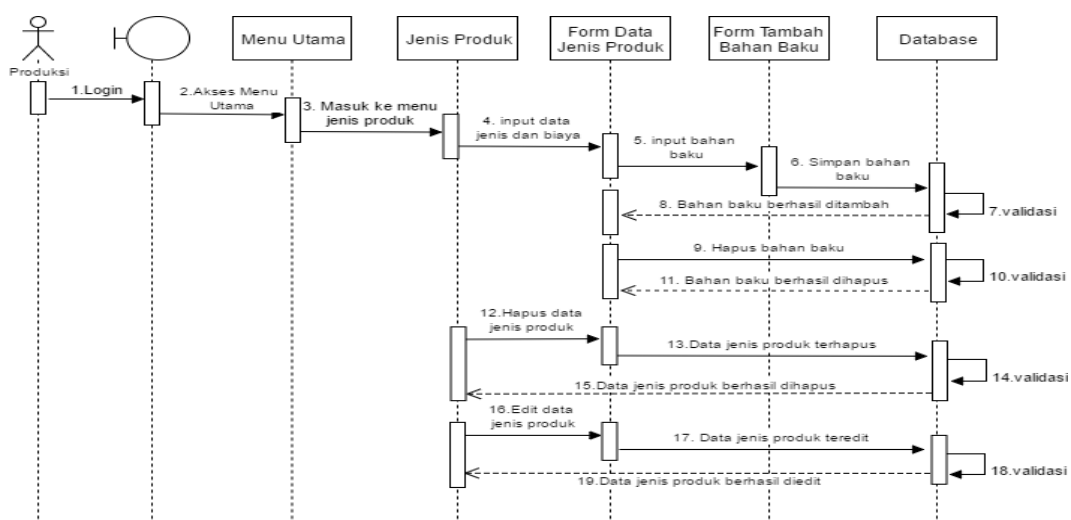 Produksi
Menu Utama
Jenis Produk
Form Data
Jenis Produk
Form Tambah
Bahan Baku
Database
1.Login
2.Akses Menu
Utama
3. Masuk ke menu
jenis produk
4. input data
jenis dan biaya
5. input bahan
baku
6. Simpan bahan
baku
7.validasi
8. Bahan baku berhasil ditambah
9. Hapus bahan baku
10.validasi
11. Bahan baku berhasil dihapus
12.Hapus data
jenis produk
13.Data jenis produk terhapus
14.validasi
15.Data jenis produk berhasil dihapus
16.Edit data
jenis produk
17. Data jenis produk teredit
18.validasi
19.Data jenis produk berhasil diedit